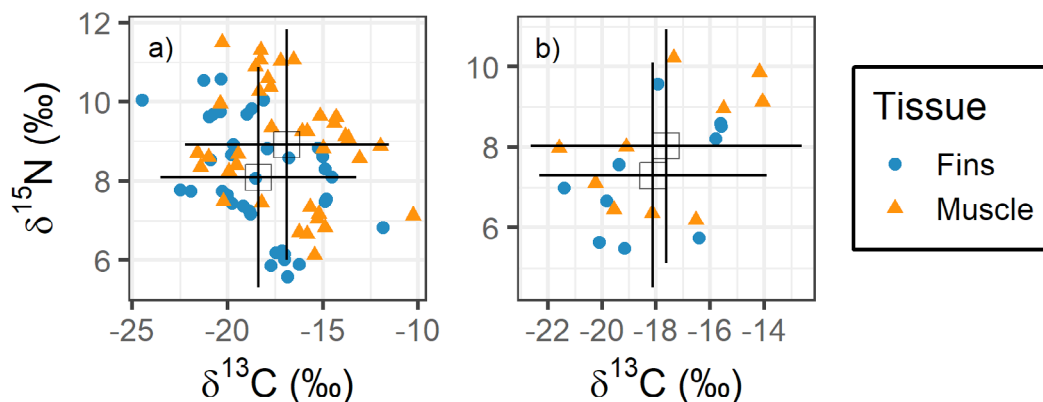 a)
12
10
8
6
-25
-20
-15
-10
δ¹³C (‰)
δ¹⁵N (‰)
b)
10
8
6
-22
-20
-18
-16
-14
δ¹³C (‰)
Tissue
Fins
Muscle